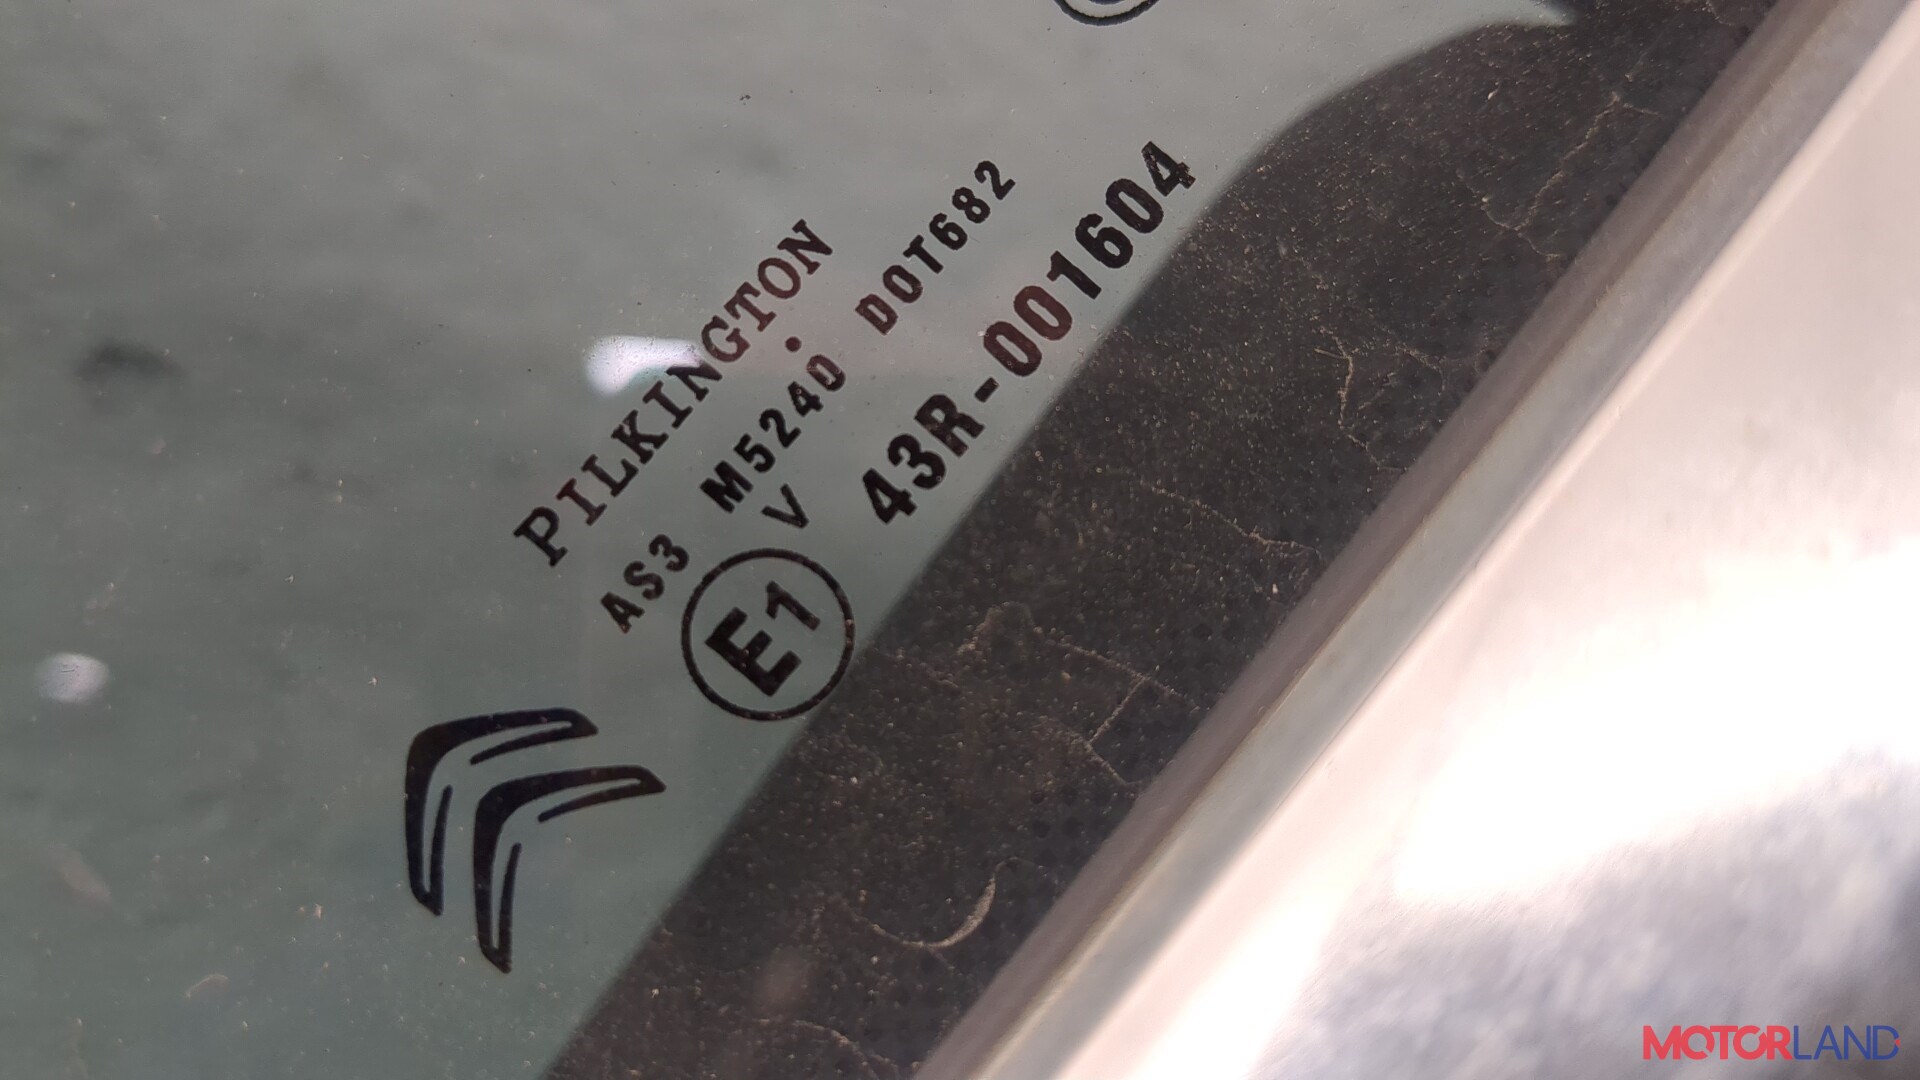 PILKINGTON
AS3 M5240 DOT682
V
E1 43R-001604
MOTORLAND